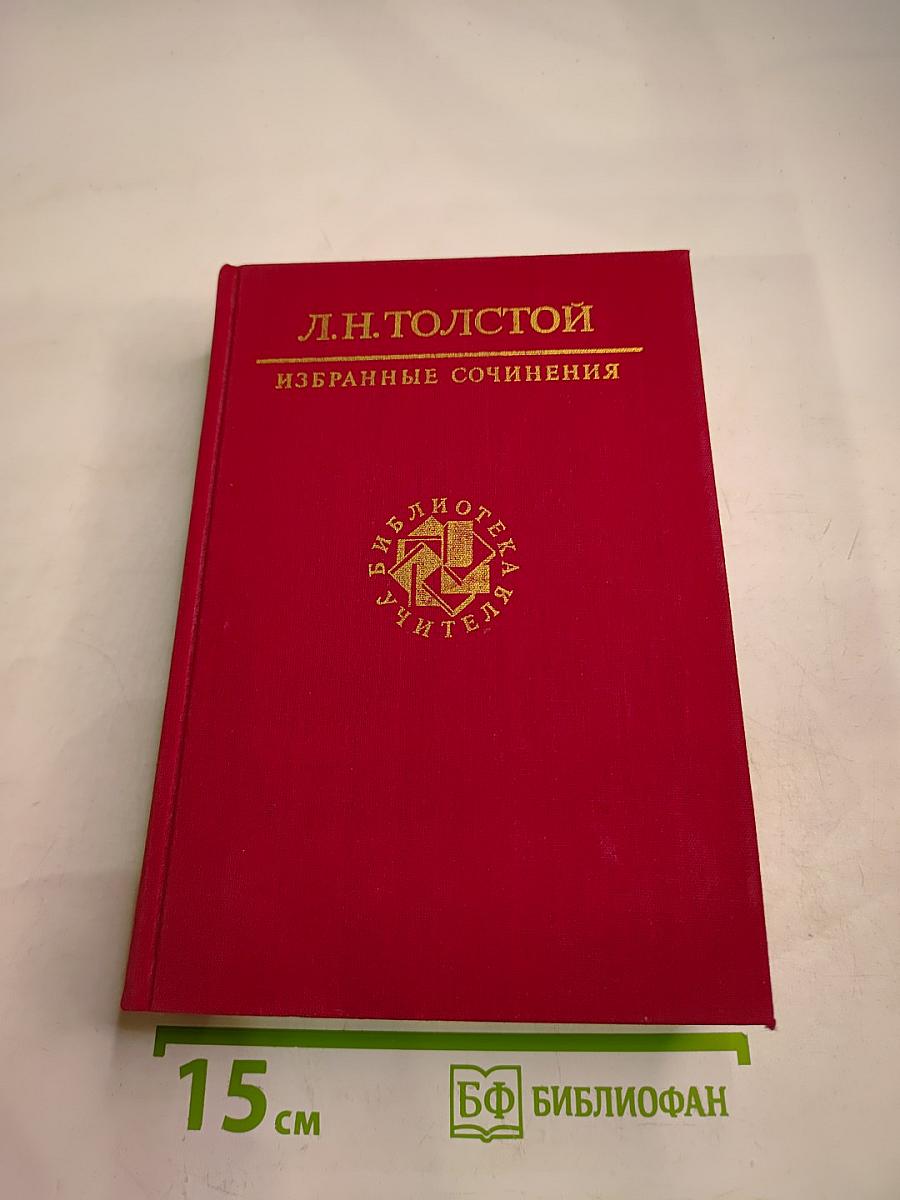 Л.Н.ТОЛСТОЙ
ИЗБРАННЫЕ СОЧИНЕНИЯ
БИБЛИОТЕКА
УЧИТЕЛЯ
15 см
БФ БИБЛИОФАН